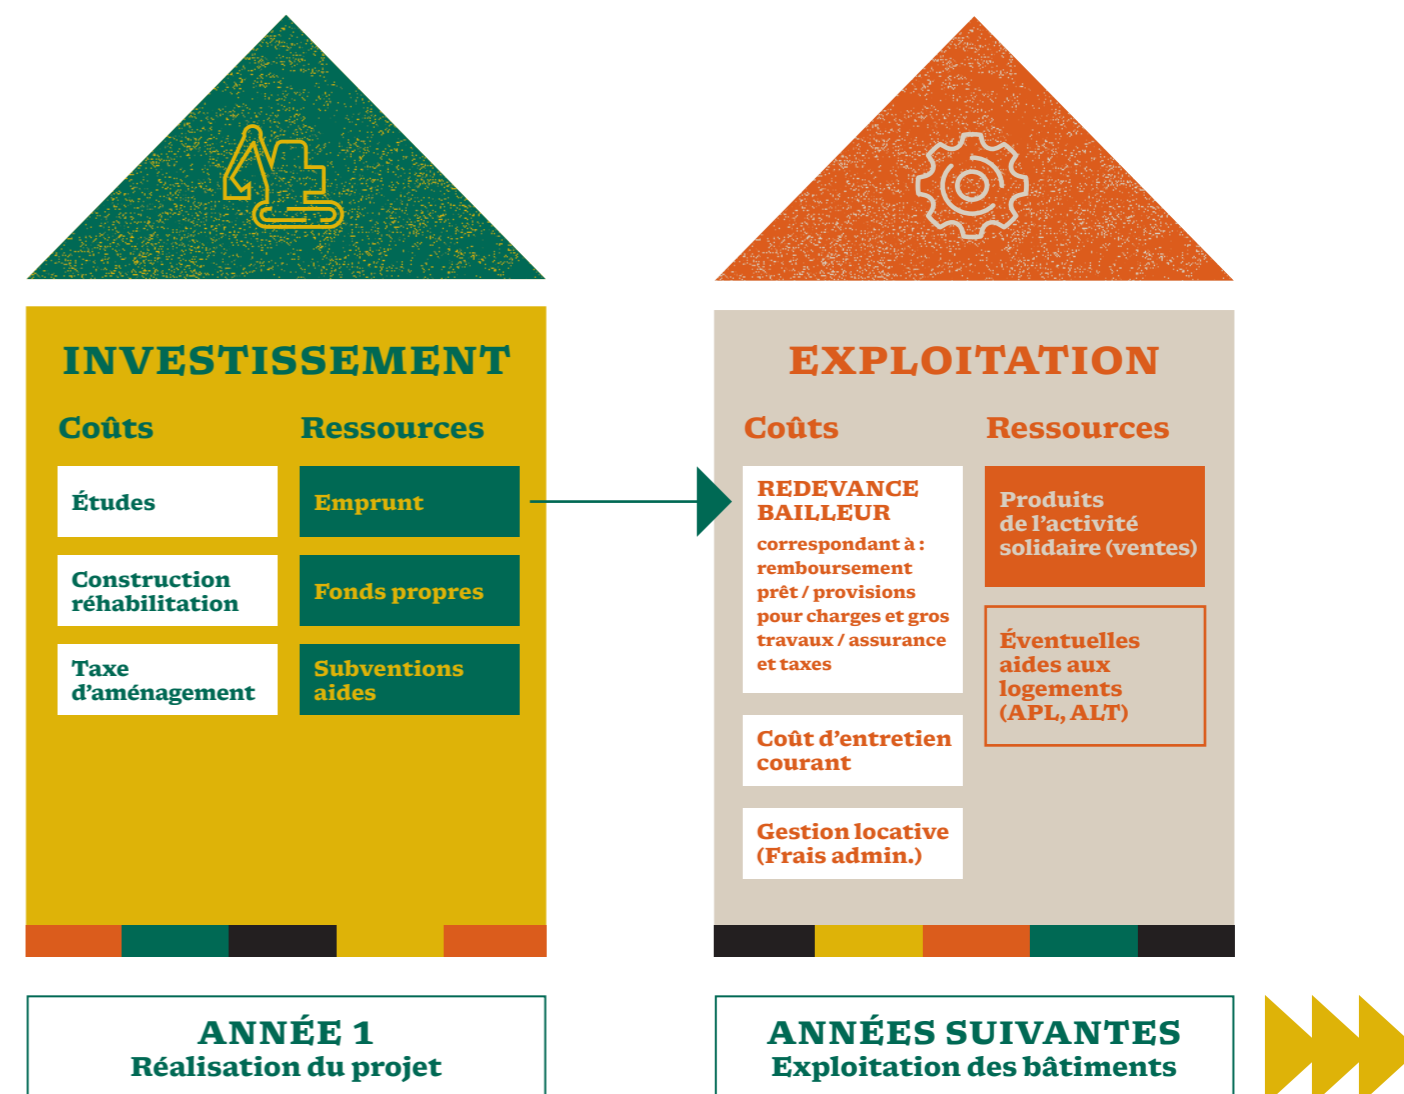 INVESTISSEMENT
Coûts
Ressources
Études
Emprunt
Construction
réhabilitation
Fonds propres
Taxe
d’aménagement
Subventions
aides
ANNÉE 1
Réalisation du projet
EXPLOITATION
Coûts
Ressources
REDEVANCE
BAILLEUR
correspondant à :
remboursement
prêt / provisions
pour charges et gros
travaux / assurance
et taxes
Coût d’entretien
courant
Gestion locative
(Frais admin.)
Produits
de l’activité
solidaire (ventes)
Éventuelles
aides aux
logements
(APL, ALT)
ANNÉES SUIVANTES
Exploitation des bâtiments